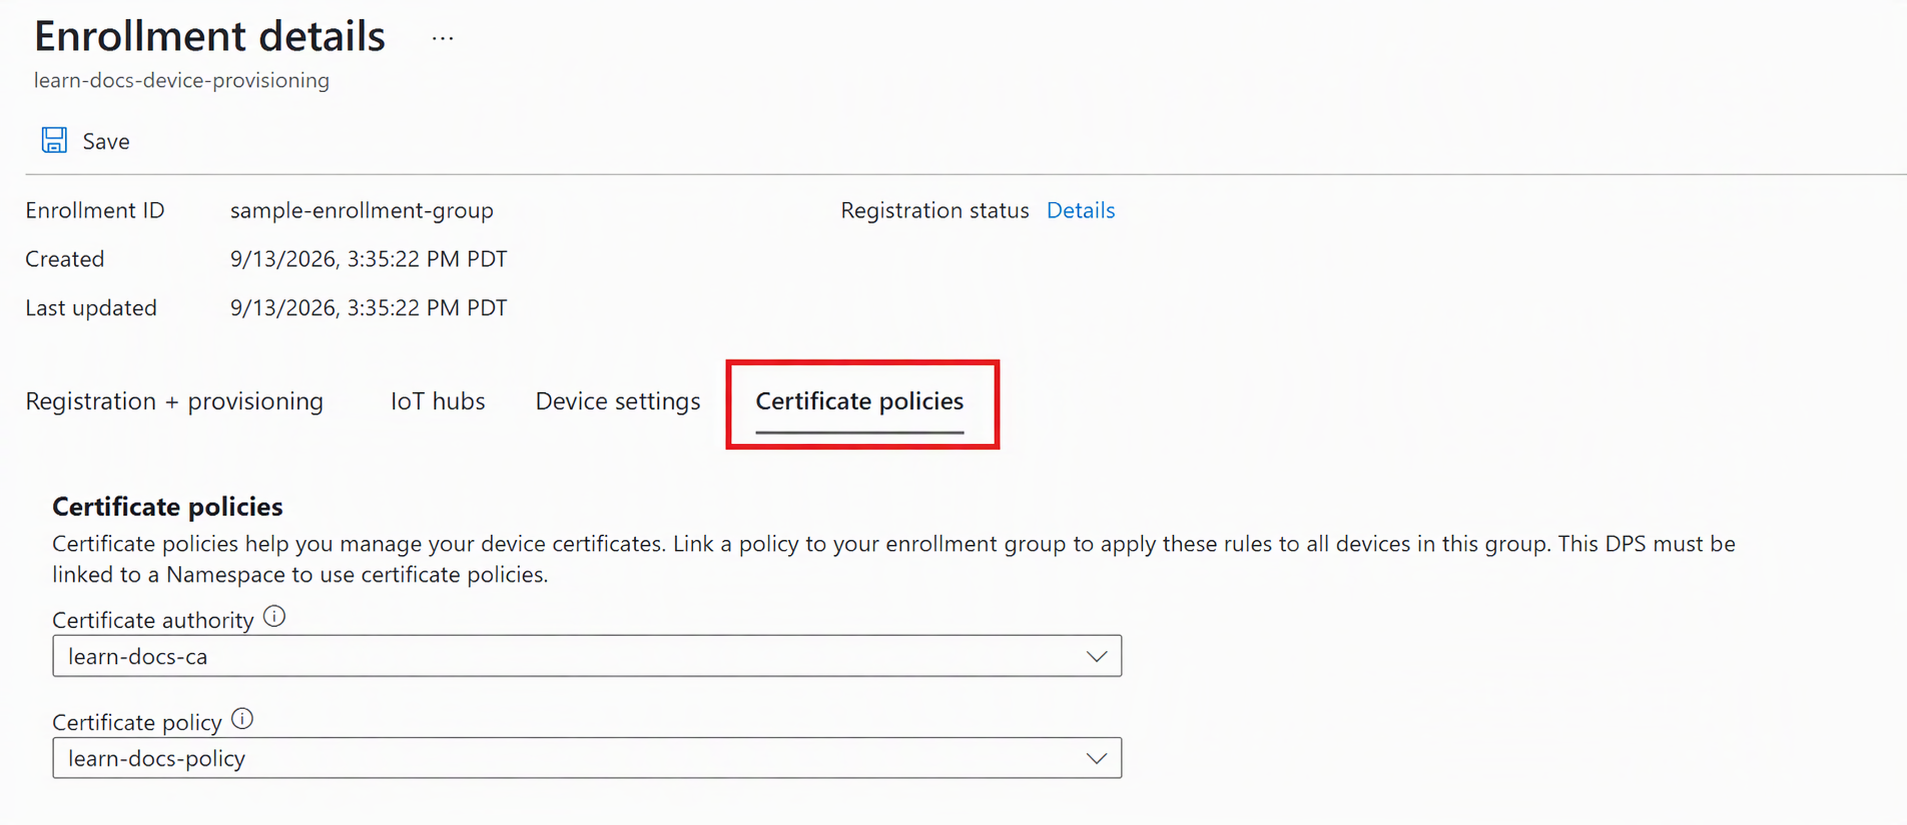 Enrollment details ...
learn-docs-device-provisioning
Save
Enrollment ID sample-enrollment-group Registration status Details
Created 9/13/2026, 3:35:22 PM PDT
Last updated 9/13/2026, 3:35:22 PM PDT
Registration + provisioning IoT hubs Device settings Certificate policies
Certificate policies
Certificate policies help you manage your device certificates. Link a policy to your enrollment group to apply these rules to all devices in this group. This DPS must be
linked to a Namespace to use certificate policies.
Certificate authority
learn-docs-ca
Certificate policy
learn-docs-policy